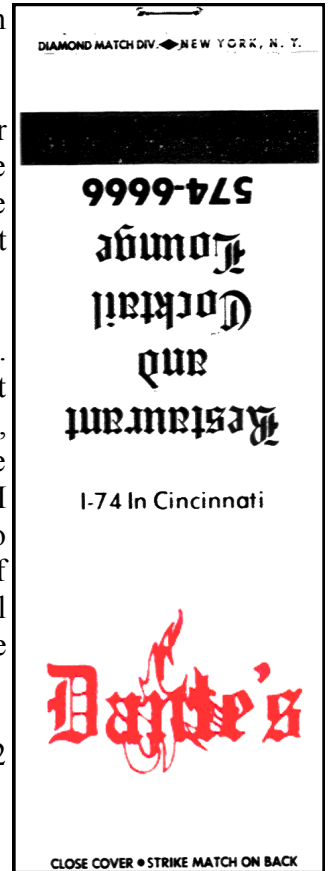 DIAMOND MATCH DIV. ◆ NEW YORK, N. Y.
Restaurant
and
Cocktail
Lounge
574-6666
I-74 In Cincinnati
Dante's
CLOSE COVER • STRIKE MATCH ON BACK